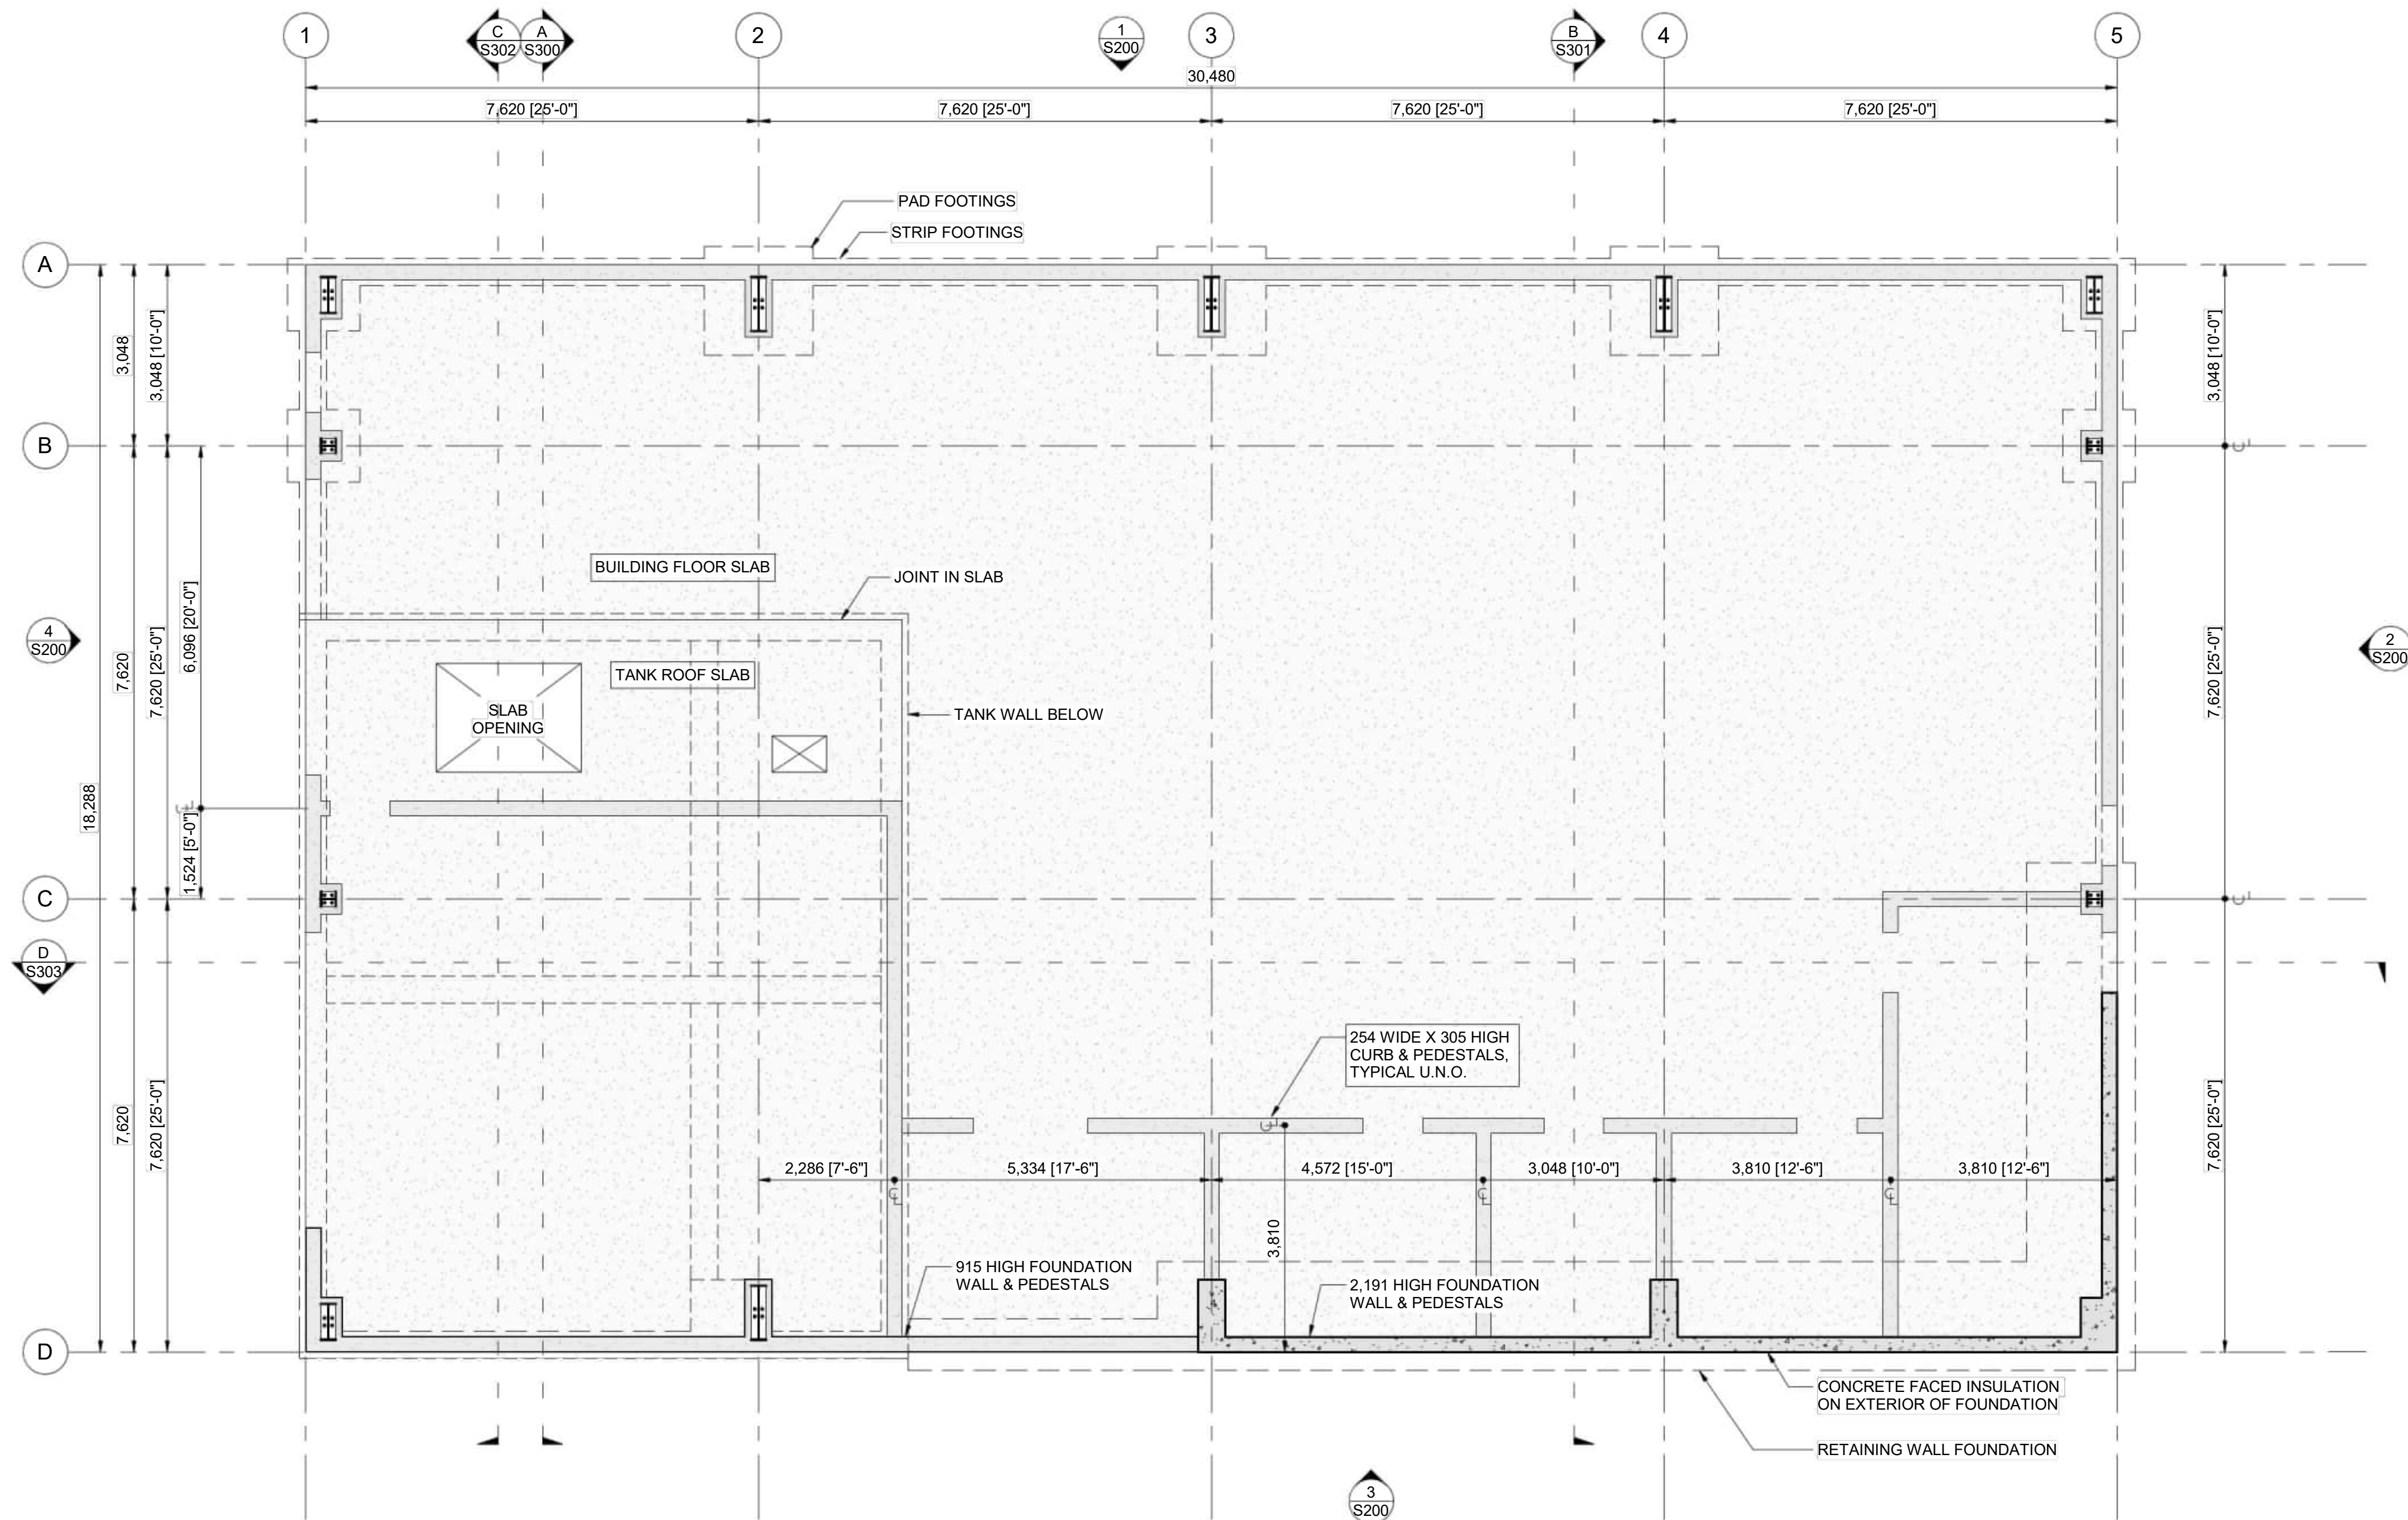 1
C
S302
A
S300
2
1
S200
3
B
S301
4
5
30,480
7,620 [25'-0"]
7,620 [25'-0"]
7,620 [25'-0"]
7,620 [25'-0"]
PAD FOOTINGS
STRIP FOOTINGS
A
3,048
3,048 [10'-0"]
3,048 [10'-0"]
B
BUILDING FLOOR SLAB
JOINT IN SLAB
6,096 [20'-0"]
4
S200
7,620
7,620 [25'-0"]
7,620 [25'-0"]
2
S200
TANK ROOF SLAB
SLAB
OPENING
TANK WALL BELOW
18,288
1,524 [5'-0"]
C
D
S303
254 WIDE X 305 HIGH
CURB & PEDESTALS,
TYPICAL U.N.O.
7,620
7,620 [25'-0"]
7,620 [25'-0"]
2,286 [7'-6"]
5,334 [17'-6"]
4,572 [15'-0"]
3,048 [10'-0"]
3,810 [12'-6"]
3,810 [12'-6"]
3,810
915 HIGH FOUNDATION
WALL & PEDESTALS
2,191 HIGH FOUNDATION
WALL & PEDESTALS
D
CONCRETE FACED INSULATION
ON EXTERIOR OF FOUNDATION
RETAINING WALL FOUNDATION
3
S200